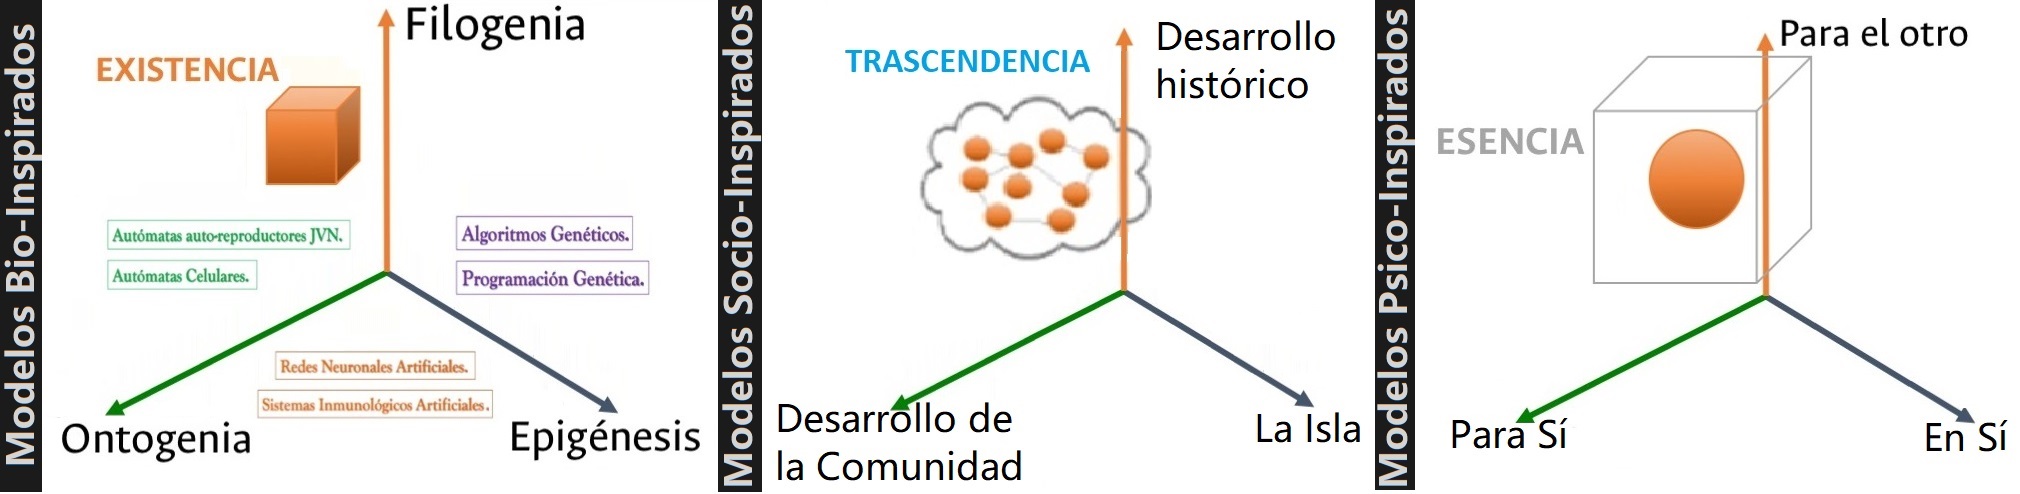 Modelos Bio-Inspirados
Filogenia
EXISTENCIA
Autómatas auto-reproductores JVN.
Autómatas Celulares.
Algoritmos Genéticos.
Programación Genética.
Redes Neuronales Artificiales.
Sistemas Inmunológicos Artificiales.
Ontogenia
Epigénesis
Modelos Socio-Inspirados
Desarrollo
histórico
TRASCENDENCIA
Desarrollo de
la Comunidad
La Isla
Modelos Psico-Inspirados
Para el otro
ESENCIA
Para Sí
En Sí